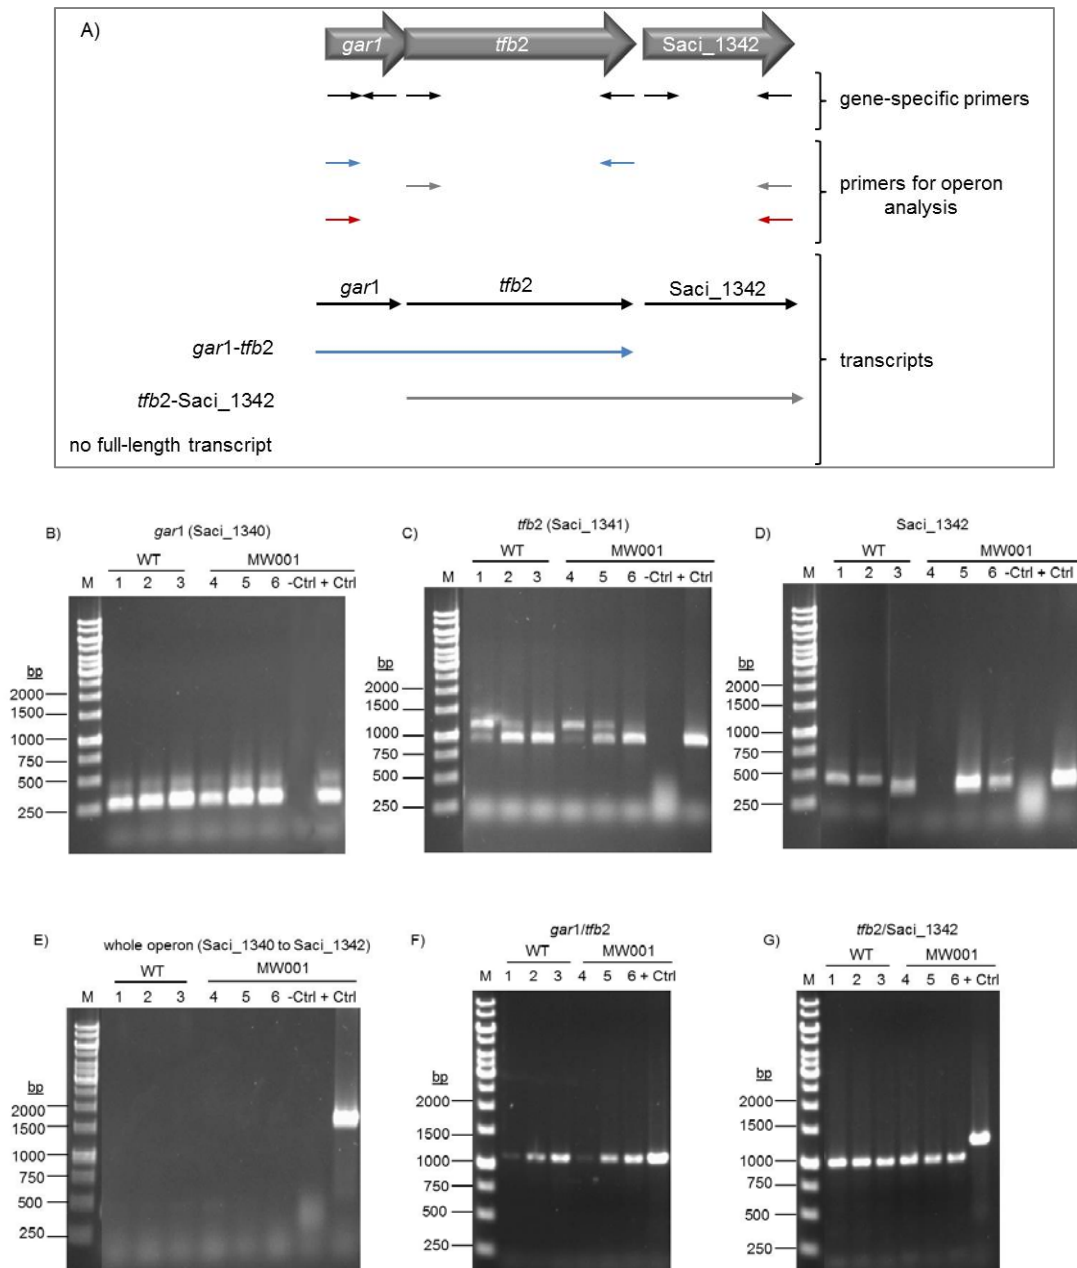 A)
gar1 tfb2 Saci_1342
gene-specific primers
primers for operon
analysis
gar1 tfb2 Saci_1342
gar1-tfb2
transcripts
tfb2-Saci_1342
no full-length transcript
B)
gar1 (Saci_1340)
WT MW001
M 1 2 3 4 5 6 -Ctrl + Ctrl
bp
2000
1500
1000
750
500
250
C)
tfb2 (Saci_1341)
WT MW001
M 1 2 3 4 5 6 -Ctrl + Ctrl
bp
2000
1500
1000
750
500
250
D)
Saci_1342
WT MW001
M 1 2 3 4 5 6 -Ctrl + Ctrl
bp
2000
1500
1000
750
500
250
E)
whole operon (Saci_1340 to Saci_1342)
WT MW001
M 1 2 3 4 5 6 -Ctrl + Ctrl
bp
2000
1500
1000
750
500
250
F)
gar1/tfb2
WT MW001
M 1 2 3 4 5 6 + Ctrl
bp
2000
1500
1000
750
500
250
G)
tfb2/Saci_1342
WT MW001
M 1 2 3 4 5 6 + Ctrl
bp
2000
1500
1000
750
500
250